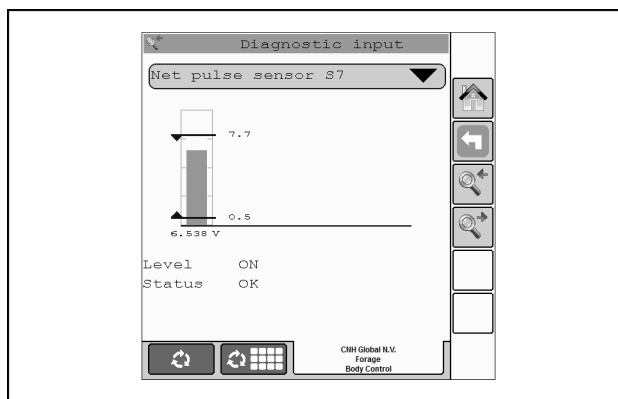 Diagnostic input
Net pulse sensor S7
7.7
0.5
6.538 V
Level ON
Status OK
CNH Global N.V.
Forage
Body Control